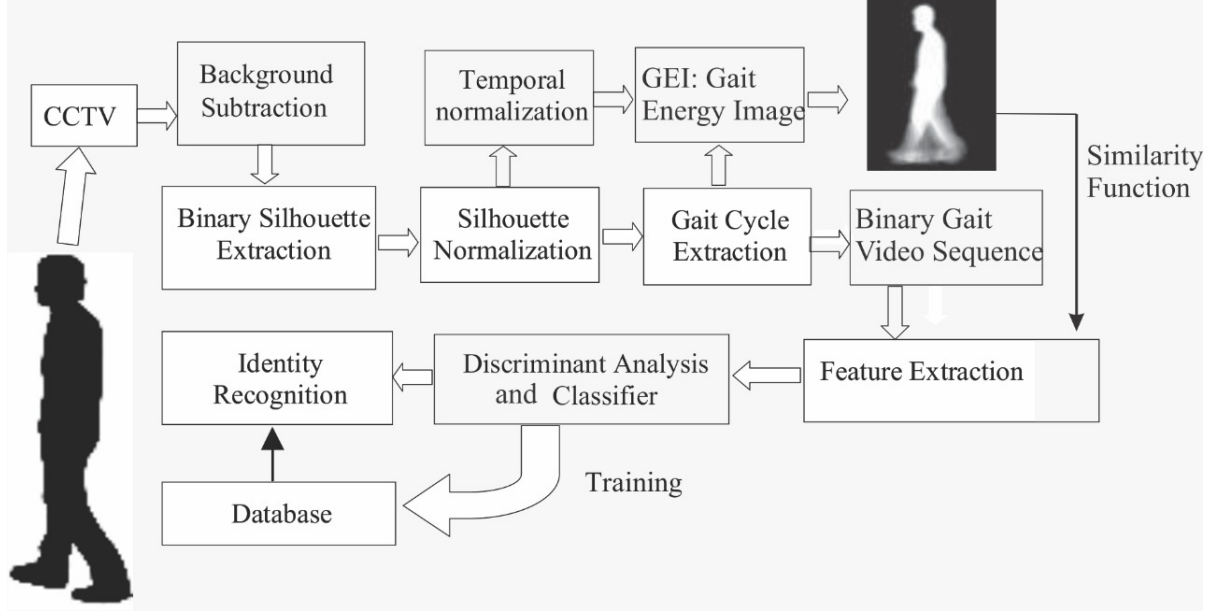 CCTV
Background
Subtraction
Temporal
normalization
GEI: Gait
Energy Image
Similarity
Function
Binary Silhouette
Extraction
Silhouette
Normalization
Gait Cycle
Extraction
Binary Gait
Video Sequence
Identity
Recognition
Discriminant Analysis
and Classifier
Feature Extraction
Training
Database